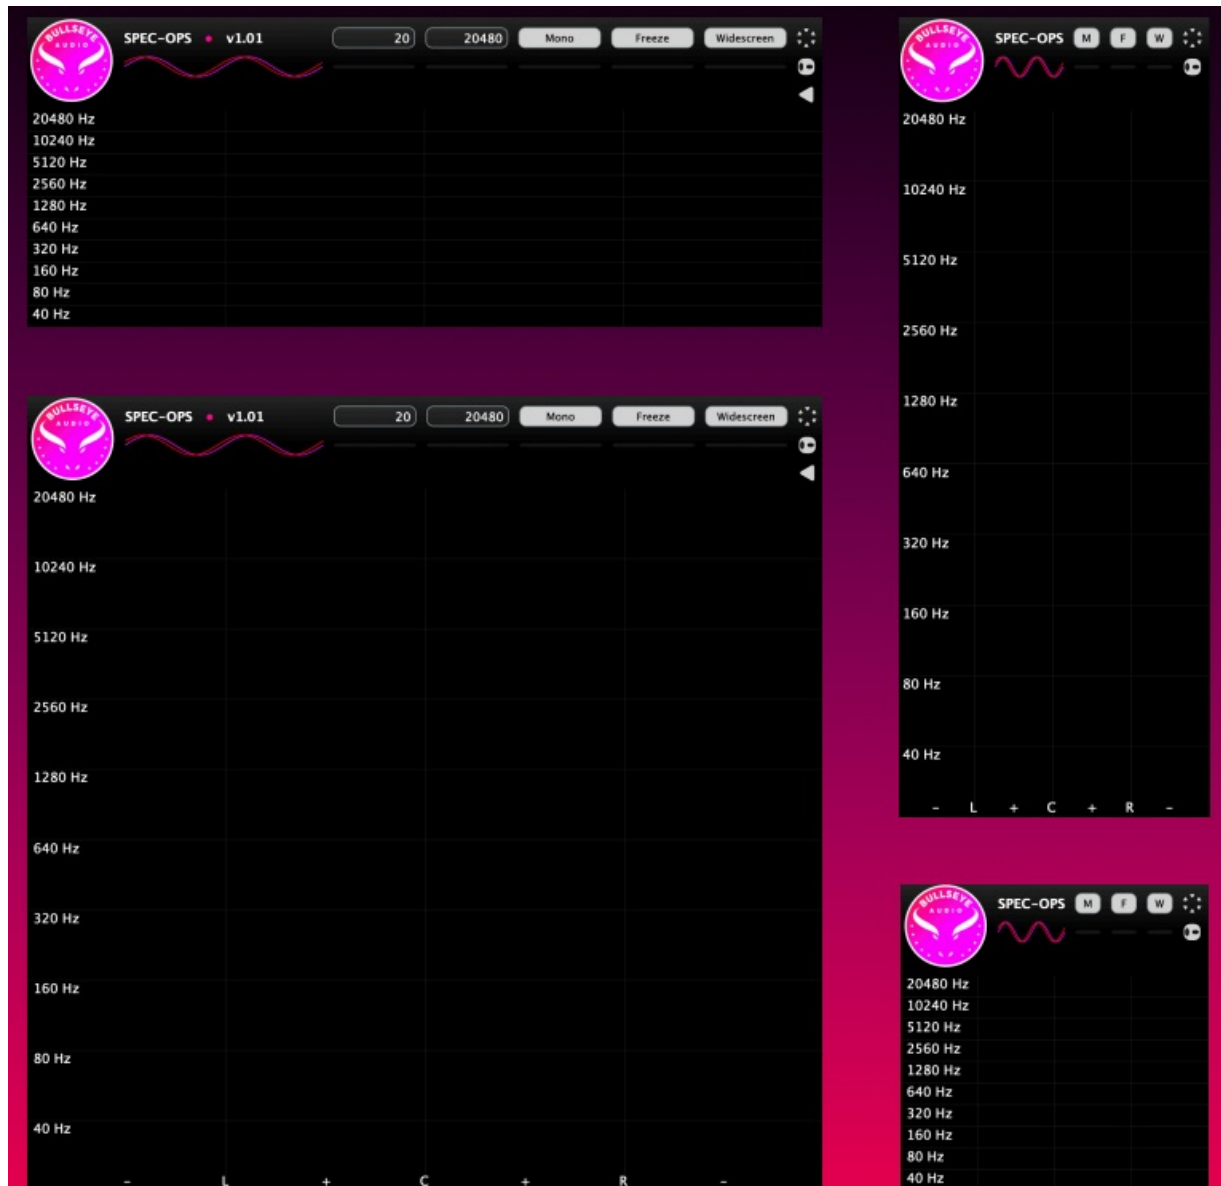 BULLSEYE
AUDIO
SPEC-OPS • v1.01 20 20480 Mono Freeze Widescreen
20480 Hz
10240 Hz
5120 Hz
2560 Hz
1280 Hz
640 Hz
320 Hz
160 Hz
80 Hz
40 Hz
BULLSEYE
AUDIO
SPEC-OPS • v1.01 20 20480 Mono Freeze Widescreen
20480 Hz
10240 Hz
5120 Hz
2560 Hz
1280 Hz
640 Hz
320 Hz
160 Hz
80 Hz
40 Hz
- L + C + R -
BULLSEYE
AUDIO
SPEC-OPS M F W
20480 Hz
10240 Hz
5120 Hz
2560 Hz
1280 Hz
640 Hz
320 Hz
160 Hz
80 Hz
40 Hz
- L + C + R -
BULLSEYE
AUDIO
SPEC-OPS M F W
20480 Hz
10240 Hz
5120 Hz
2560 Hz
1280 Hz
640 Hz
320 Hz
160 Hz
80 Hz
40 Hz